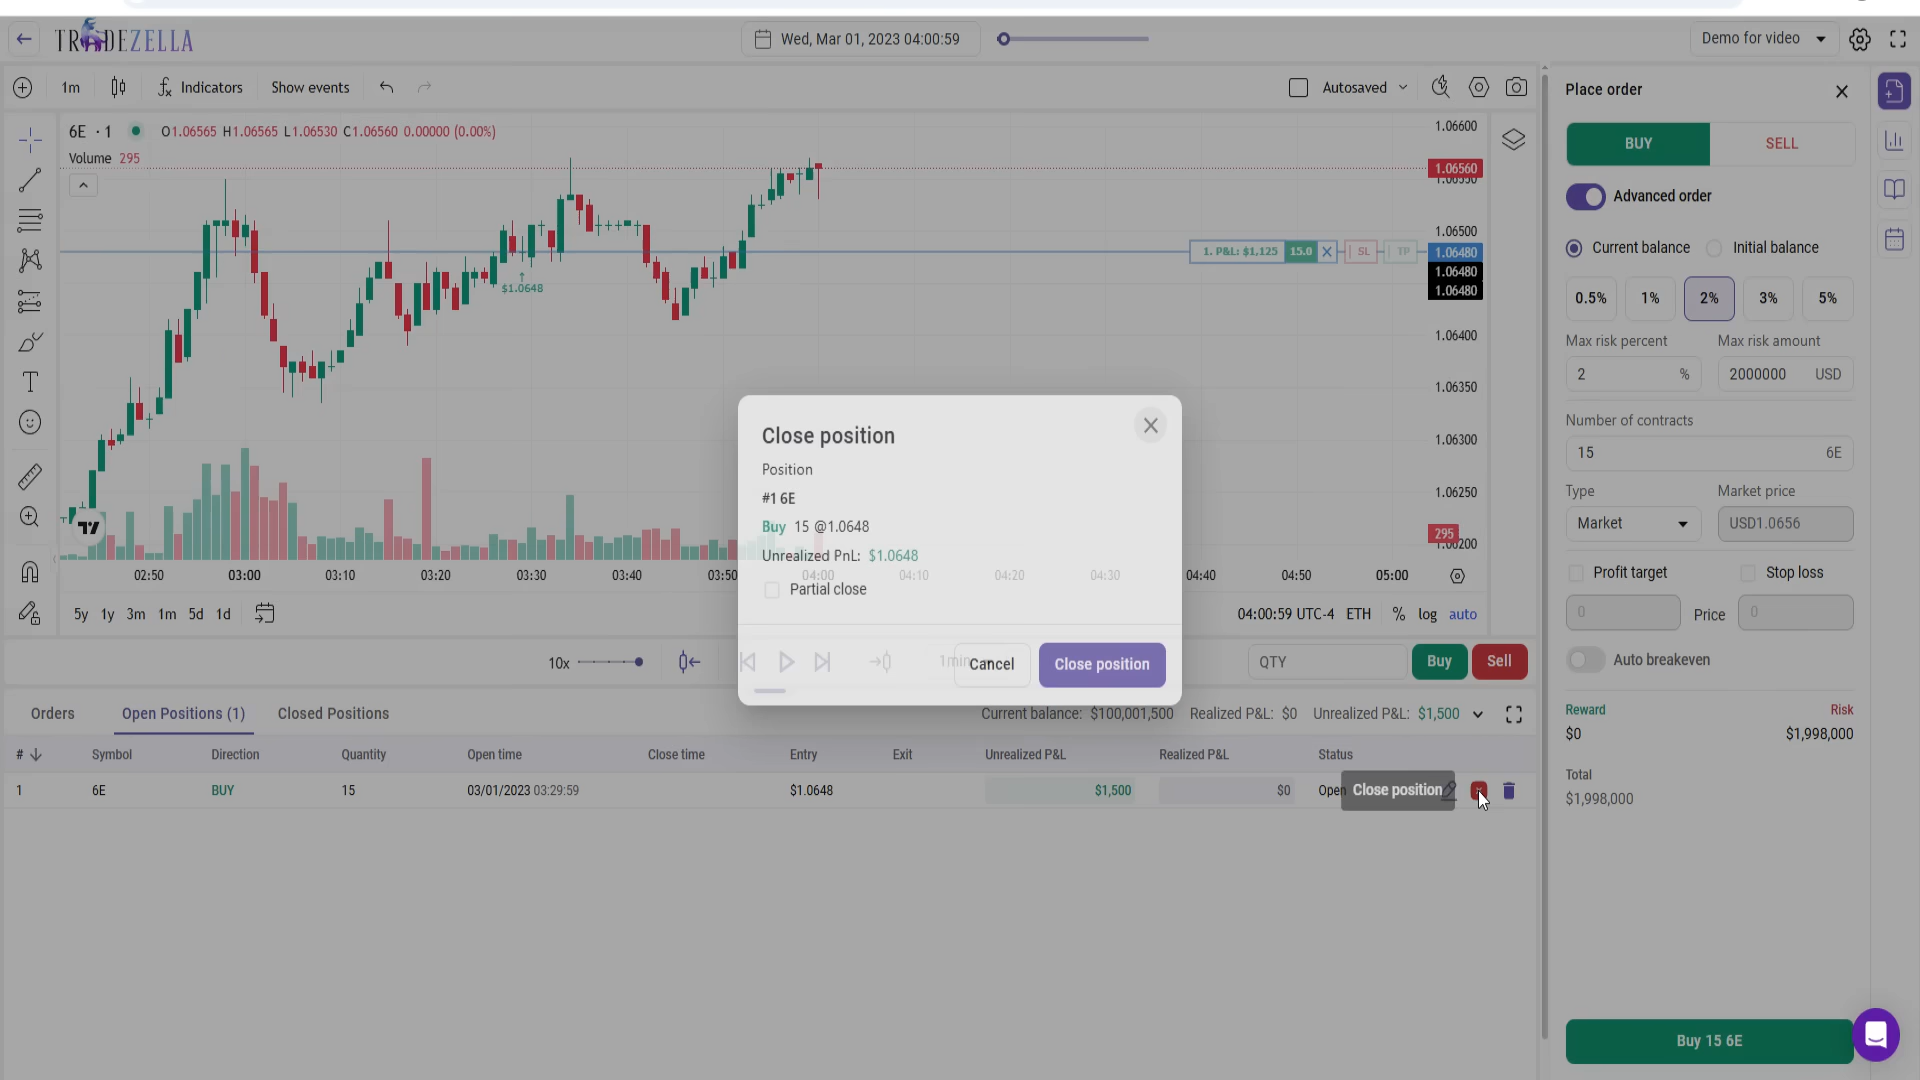 TRADEZELLA
Wed, Mar 01, 2023 04:00:59
Demo for video
1m
Indicators
Show events
Autosaved
6E · 1 O1.06565 H1.06565 L1.06530 C1.06560 0.00000 (0.00%)
Volume 295
1.06600
1.06560
1.06550
1.06500
1. P&L: $1,125 15.0 X SL TP
1.06480
1.06480
1.06480
$1.0648
1.06400
1.06350
1.06300
1.06250
295
1.06200
02:50 03:00 03:10 03:20 03:30 03:40 03:50 04:00 04:10 04:20 04:30 04:40 04:50 05:00
5y 1y 3m 1m 5d 1d
04:00:59 UTC-4 ETH % log auto
Close position
Position
#1 6E
Buy 15 @1.0648
Unrealized PnL: $1.0648
Partial close
Cancel
Close position
10x
1min
QTY
Buy
Sell
Orders
Open Positions (1)
Closed Positions
Current balance: $100,001,500 Realized P&L: $0 Unrealized P&L: $1,500
# Symbol Direction Quantity Open time Close time Entry Exit Unrealized P&L Realized P&L Status
1 6E BUY 15 03/01/2023 03:29:59 $1.0648 $1,500 $0 Open
Close position
Place order
BUY
SELL
Advanced order
Current balance
Initial balance
0.5% 1% 2% 3% 5%
Max risk percent
Max risk amount
2 %
2000000 USD
Number of contracts
15 6E
Type
Market price
Market
USD1.0656
Profit target
Stop loss
0 Price 0
Auto breakeven
Reward Risk
$0 $1,998,000
Total
$1,998,000
Buy 15 6E